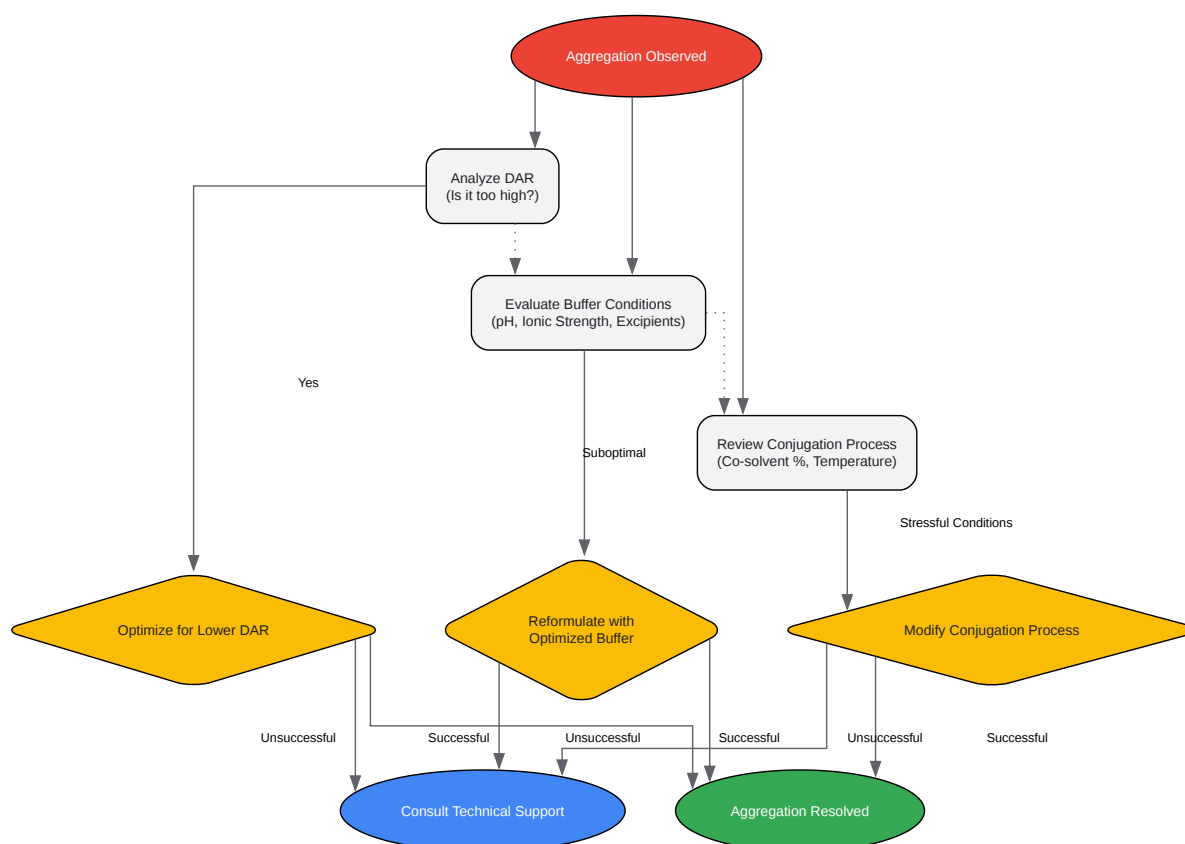 Aggregation Observed
Analyze DAR
(Is it too high?)
Evaluate Buffer Conditions
(pH, Ionic Strength, Excipients)
Yes
Review Conjugation Process
(Co-solvent %, Temperature)
Suboptimal
Stressful Conditions
Optimize for Lower DAR
Reformulate with
Optimized Buffer
Modify Conjugation Process
Unsuccessful
Successful
Unsuccessful
Successful
Unsuccessful
Successful
Consult Technical Support
Aggregation Resolved